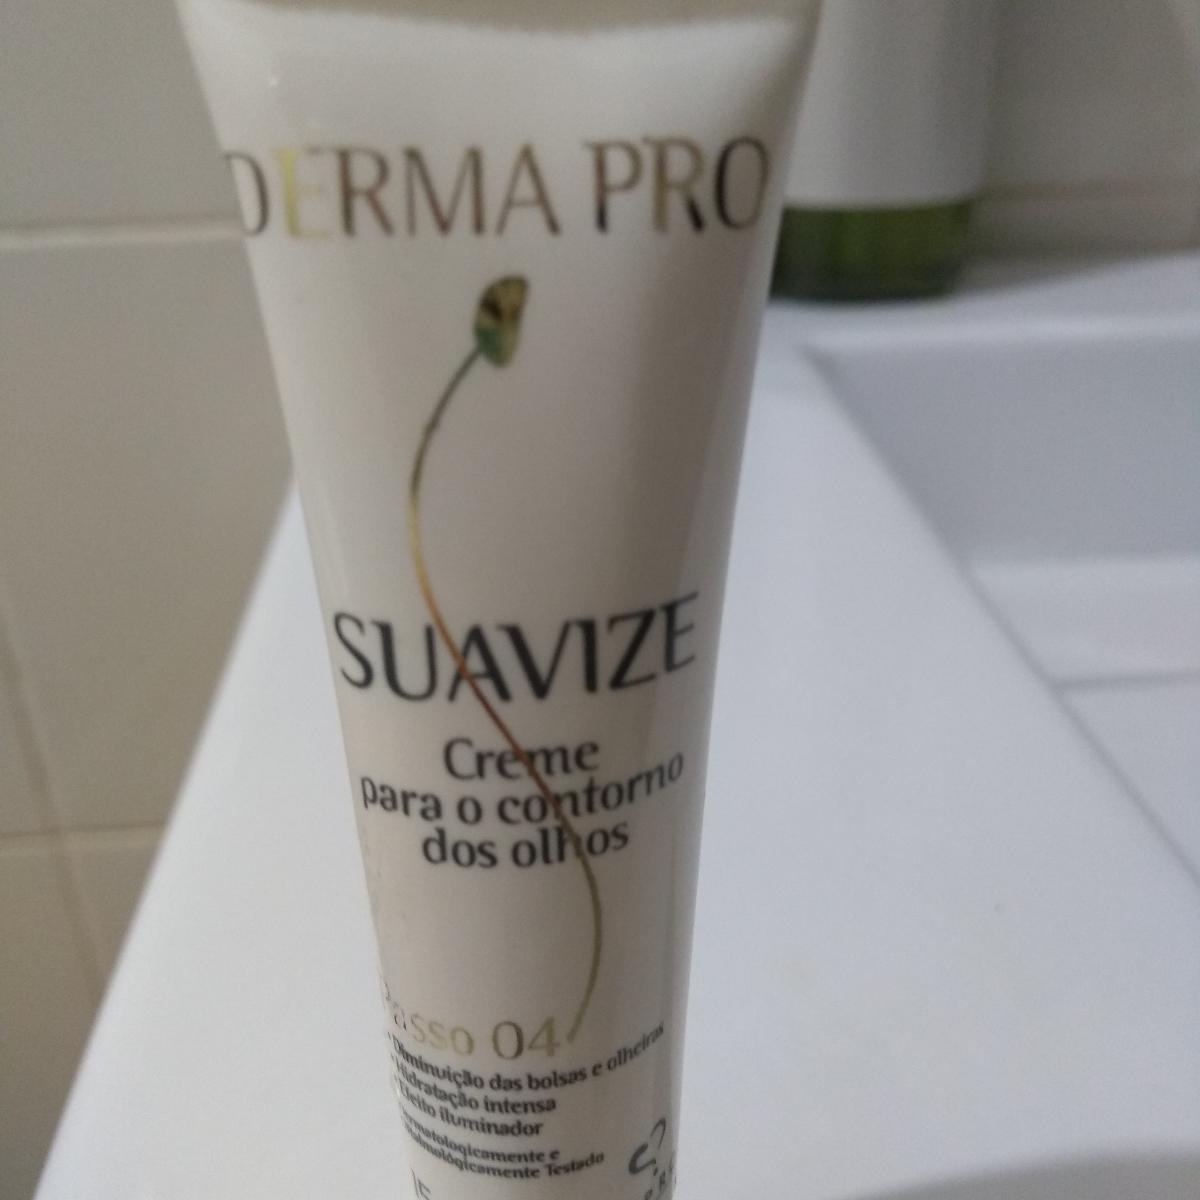 DERMA PRO
SUAVIZE
Creme
para o contorno
dos olhos
Passo 04
Diminuição das bolsas e olheiras
Hidratação intensa
Efeito iluminador
Dermatologicamente e
Oftalmológicamente Testado